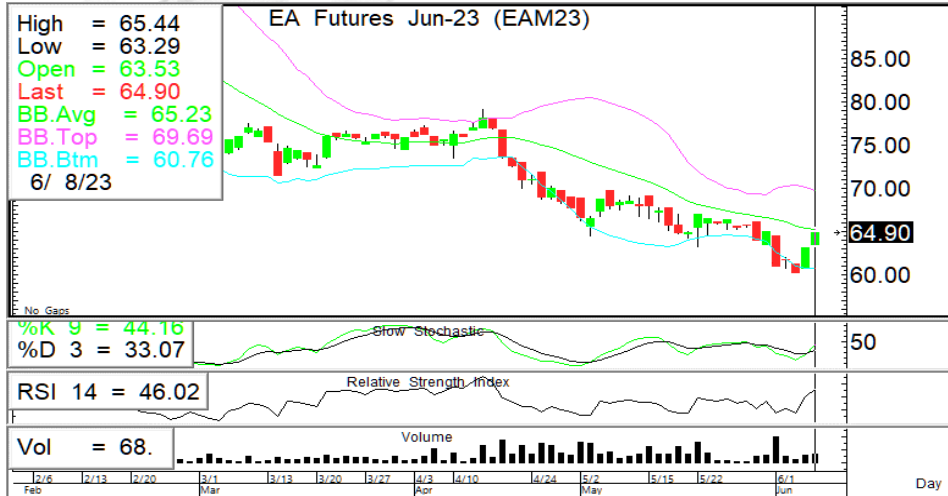 EA Futures Jun-23 (EAM23)
High = 65.44
Low = 63.29
Open = 63.53
Last = 64.90
BB.Avg = 65.23
BB.Top = 69.69
BB.Btm = 60.76
6/ 8/23
85.00
80.00
75.00
70.00
64.90
60.00
No Gaps
%K 9 = 44.16
%D 3 = 33.07
Slow Stochastic
50
RSI 14 = 46.02
Relative Strength Index
Vol = 68.
Volume
2/6 2/13 2/20 3/1 3/13 3/20 3/27 4/3 4/10 4/24 5/2 5/15 5/22 6/1
Feb Mar Apr May Jun
Day